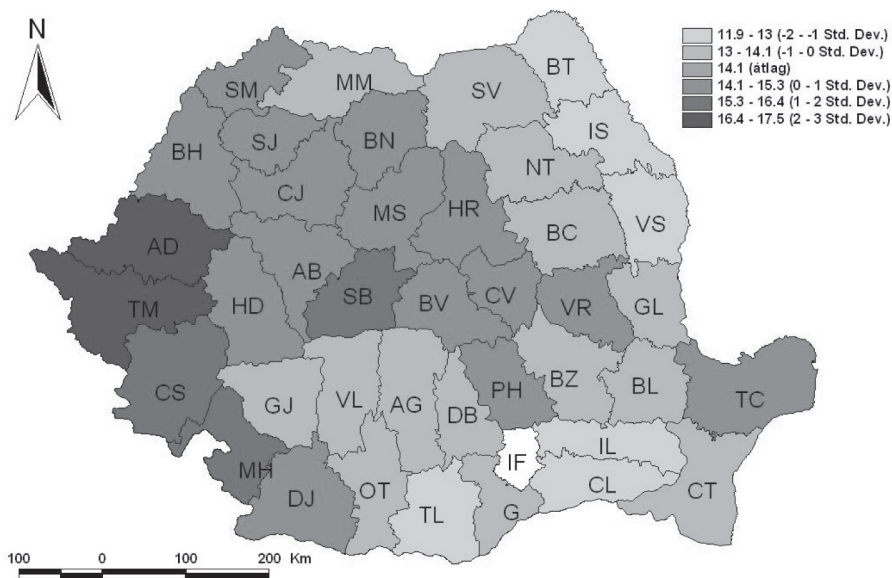 N
11.9 - 13 (-2 - -1 Std. Dev.)
13 - 14.1 (-1 - 0 Std. Dev.)
14.1 (átlag)
14.1 - 15.3 (0 - 1 Std. Dev.)
15.3 - 16.4 (1 - 2 Std. Dev.)
16.4 - 17.5 (2 - 3 Std. Dev.)
SM MM SV BT
BH SJ BN NT IS
CJ MS HR BC VS
AD AB
TM HD SB BV CV VR GL
CS GJ VL AG DB PH BZ BL TC
MH DJ OT TL IF G IL CL CT
100 0 100 200 Km